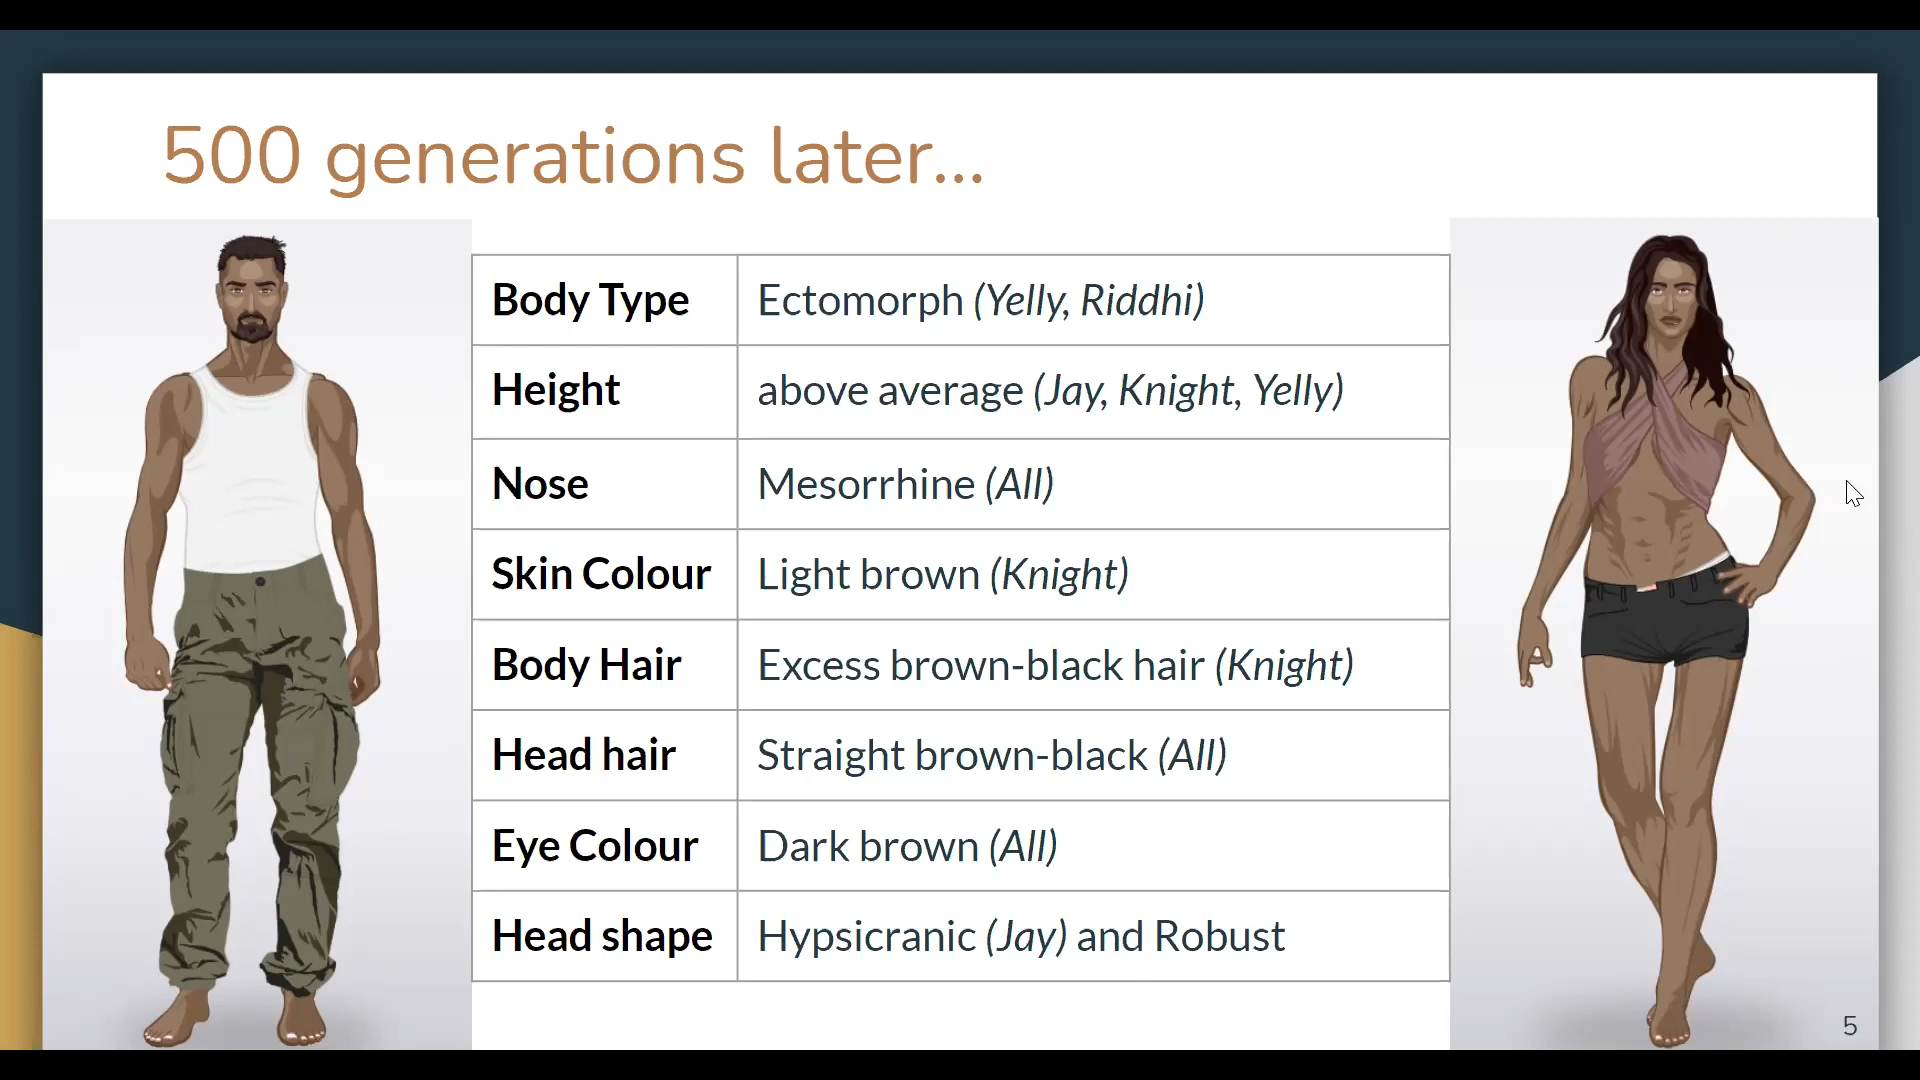 500 generations later...
Body Type Ectomorph (Yelly, Riddhi)
Height above average (Jay, Knight, Yelly)
Nose Mesorrhine (All)
Skin Colour Light brown (Knight)
Body Hair Excess brown-black hair (Knight)
Head hair Straight brown-black (All)
Eye Colour Dark brown (All)
Head shape Hypsicranic (Jay) and Robust
5